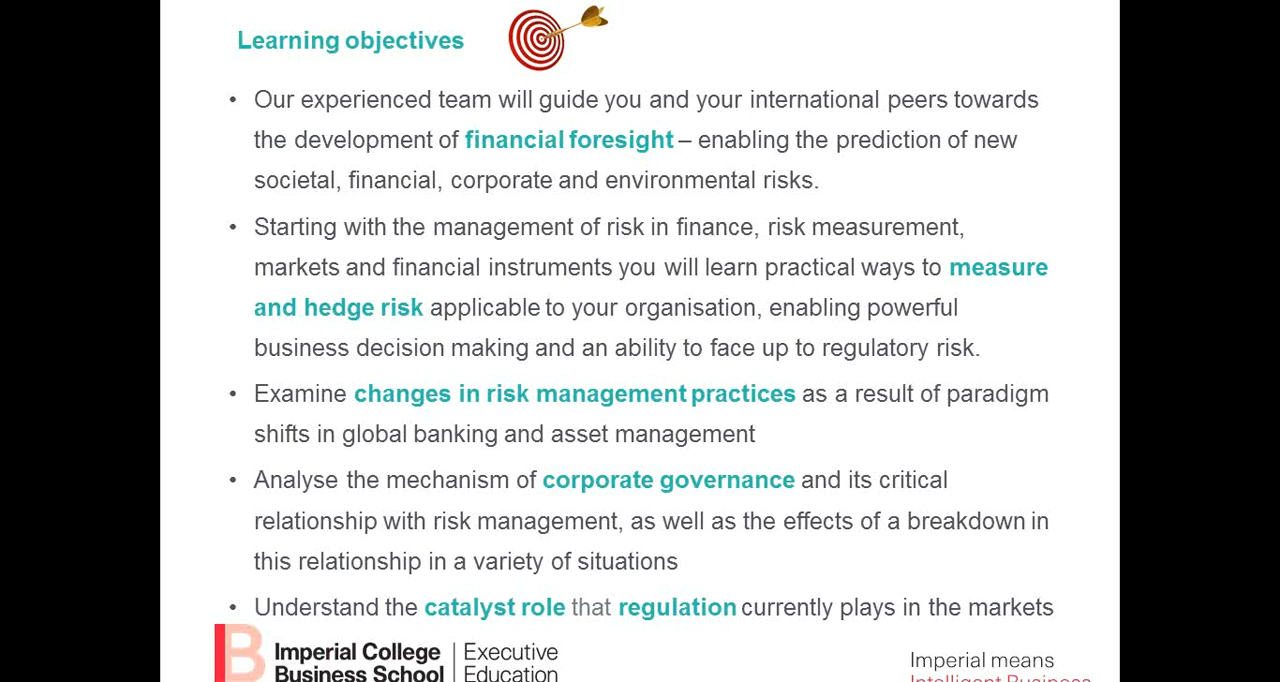 Learning objectives
• Our experienced team will guide you and your international peers towards
the development of financial foresight – enabling the prediction of new
societal, financial, corporate and environmental risks.
• Starting with the management of risk in finance, risk measurement,
markets and financial instruments you will learn practical ways to measure
and hedge risk applicable to your organisation, enabling powerful
business decision making and an ability to face up to regulatory risk.
• Examine changes in risk management practices as a result of paradigm
shifts in global banking and asset management
• Analyse the mechanism of corporate governance and its critical
relationship with risk management, as well as the effects of a breakdown in
this relationship in a variety of situations
• Understand the catalyst role that regulation currently plays in the markets
B
Imperial College
Business School
Executive
Education
Imperial means
Intelligent Business